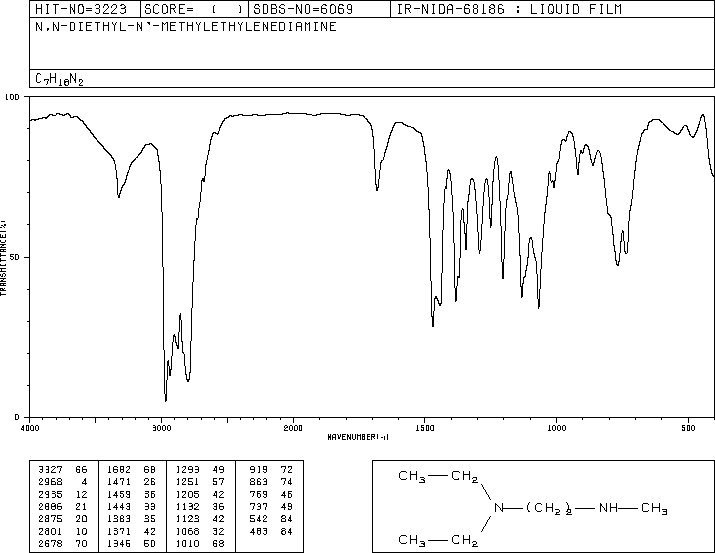 HIT-NO=3223 SCORE= ( ) SDBS-NO=6069 IR-NIDA-68186 : LIQUID FILM
N,N-DIETHYL-N'-METHYLETHYLENEDIAMINE
C7H18N2
100
50
0
TRANSMITTANCE(%)
4000 3000 2000 1500 1000 500
WAVENUMBER(-1)
3327 66 1682 68 1293 49 919 72
2968 4 1471 26 1251 57 863 74
2935 12 1459 36 1205 42 769 46
2886 21 1443 33 1132 36 737 49
2875 20 1383 35 1123 42 542 84
2801 10 1371 42 1068 32 483 84
2678 70 1346 50 1010 68
CH3—CH2
N—(CH2)2—NH—CH3
CH3—CH2